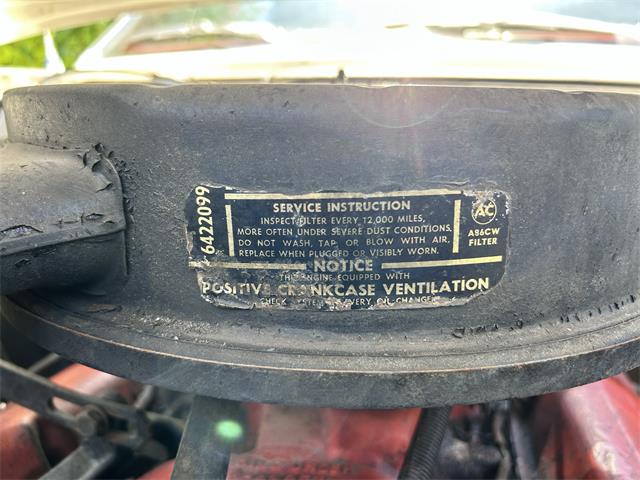 6422099
SERVICE INSTRUCTION
INSPECT FILTER EVERY 12,000 MILES,
MORE OFTEN UNDER SEVERE DUST CONDITIONS.
DO NOT WASH, TAP, OR BLOW WITH AIR.
REPLACE WHEN PLUGGED OR VISIBLY WORN.
AC
A86CW
FILTER
NOTICE
THIS ENGINE EQUIPPED WITH
POSITIVE CRANKCASE VENTILATION
CHECK SYSTEM EVERY OIL CHANGE